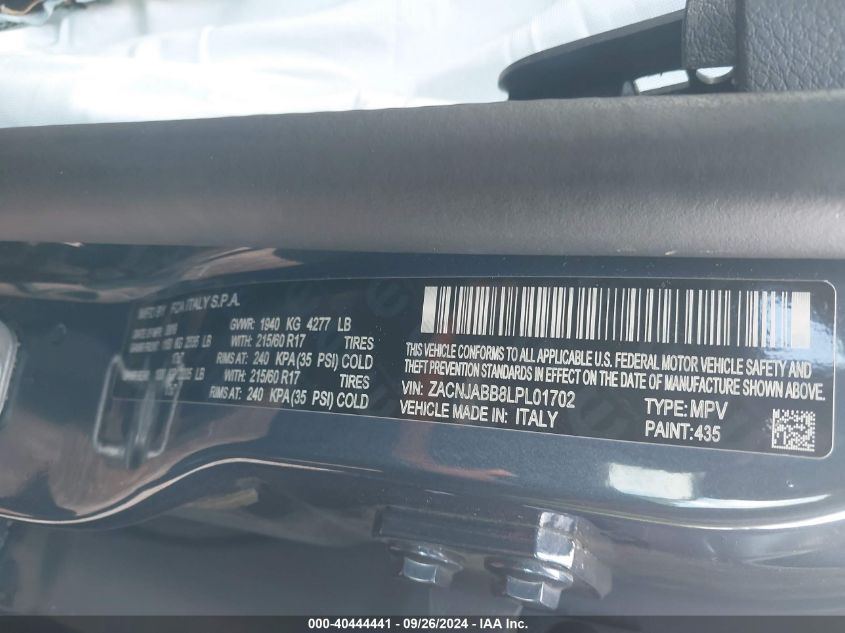 MFD BY FCA ITALY S.P.A.
GVWR: 1940 KG 4277 LB
WITH: 215/60 R17 TIRES
RIMS AT: 240 KPA(35 PSI) COLD
WITH: 215/60 R17 TIRES
RIMS AT: 240 KPA(35 PSI) COLD
THIS VEHICLE CONFORMS TO ALL APPLICABLE U.S. FEDERAL MOTOR VEHICLE SAFETY AND
THEFT PREVENTION STANDARDS IN EFFECT ON THE DATE OF MANUFACTURE SHOWN ABOVE.
VIN: ZACNJABB8LPL01702 TYPE: MPV
VEHICLE MADE IN: ITALY PAINT:435
000-40444441 - 09/26/2024 - IAA Inc.